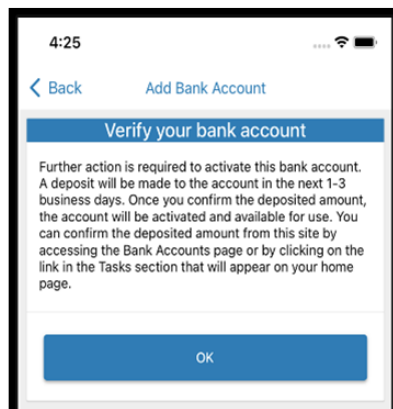 4:25
Back
Add Bank Account
Verify your bank account
Further action is required to activate this bank account.
A deposit will be made to the account in the next 1-3
business days. Once you confirm the deposited amount,
the account will be activated and available for use. You
can confirm the deposited amount from this site by
accessing the Bank Accounts page or by clicking on the
link in the Tasks section that will appear on your home
page.
OK